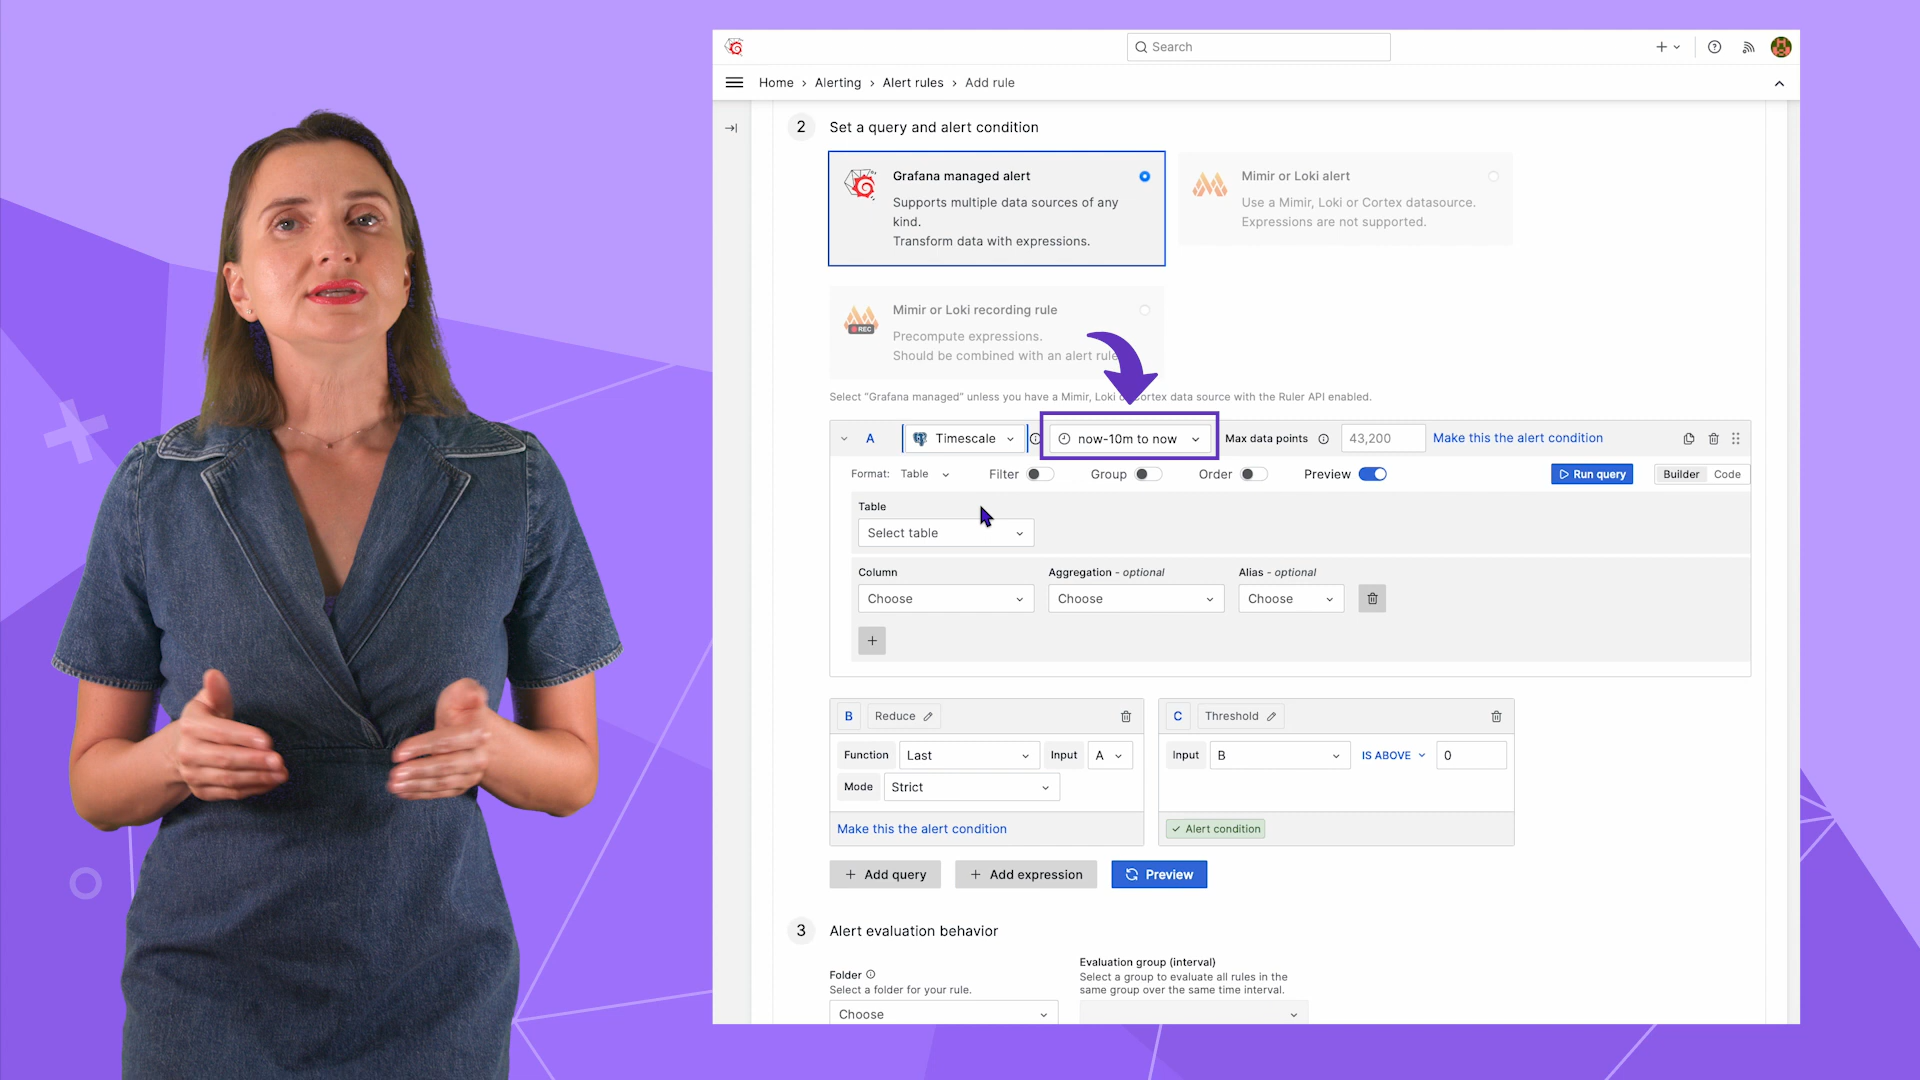 Search
Home › Alerting › Alert rules › Add rule
2 Set a query and alert condition
Grafana managed alert
Supports multiple data sources of any
kind.
Transform data with expressions.
Mimir or Loki alert
Use a Mimir, Loki or Cortex datasource.
Expressions are not supported.
Mimir or Loki recording rule
REC
Precompute expressions.
Should be combined with an alert rule
Select "Grafana managed" unless you have a Mimir, Loki or Cortex data source with the Ruler API enabled.
A Timescale now-10m to now Max data points 43,200 Make this the alert condition
Format: Table Filter Group Order Preview Run query Builder Code
Table
Select table
Column Aggregation - optional Alias - optional
Choose Choose Choose
+
B Reduce
Function Last Input A
Mode Strict
Make this the alert condition
C Threshold
Input B IS ABOVE 0
✓ Alert condition
+ Add query + Add expression Preview
3 Alert evaluation behavior
Folder
Select a folder for your rule.
Choose
Evaluation group (interval)
Select a group to evaluate all rules in the
same group over the same time interval.